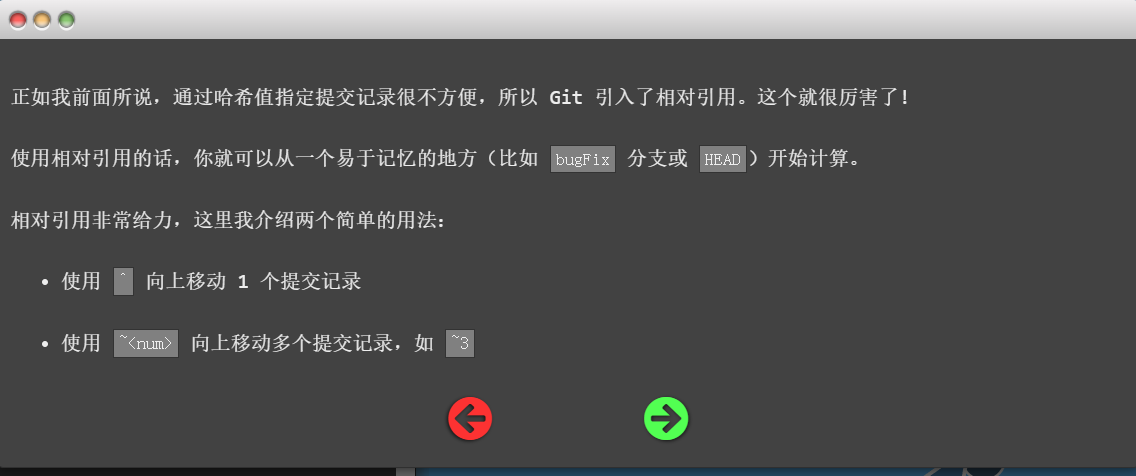 正如我前面所说，通过哈希值指定提交记录很不方便，所以 Git 引入了相对引用。这个就很厉害了!
使用相对引用的话，你就可以从一个易于记忆的地方（比如 bugFix 分支或 HEAD）开始计算。
相对引用非常给力，这里我介绍两个简单的用法：
• 使用 ^ 向上移动 1 个提交记录
• 使用 ~<num> 向上移动多个提交记录，如 ~3